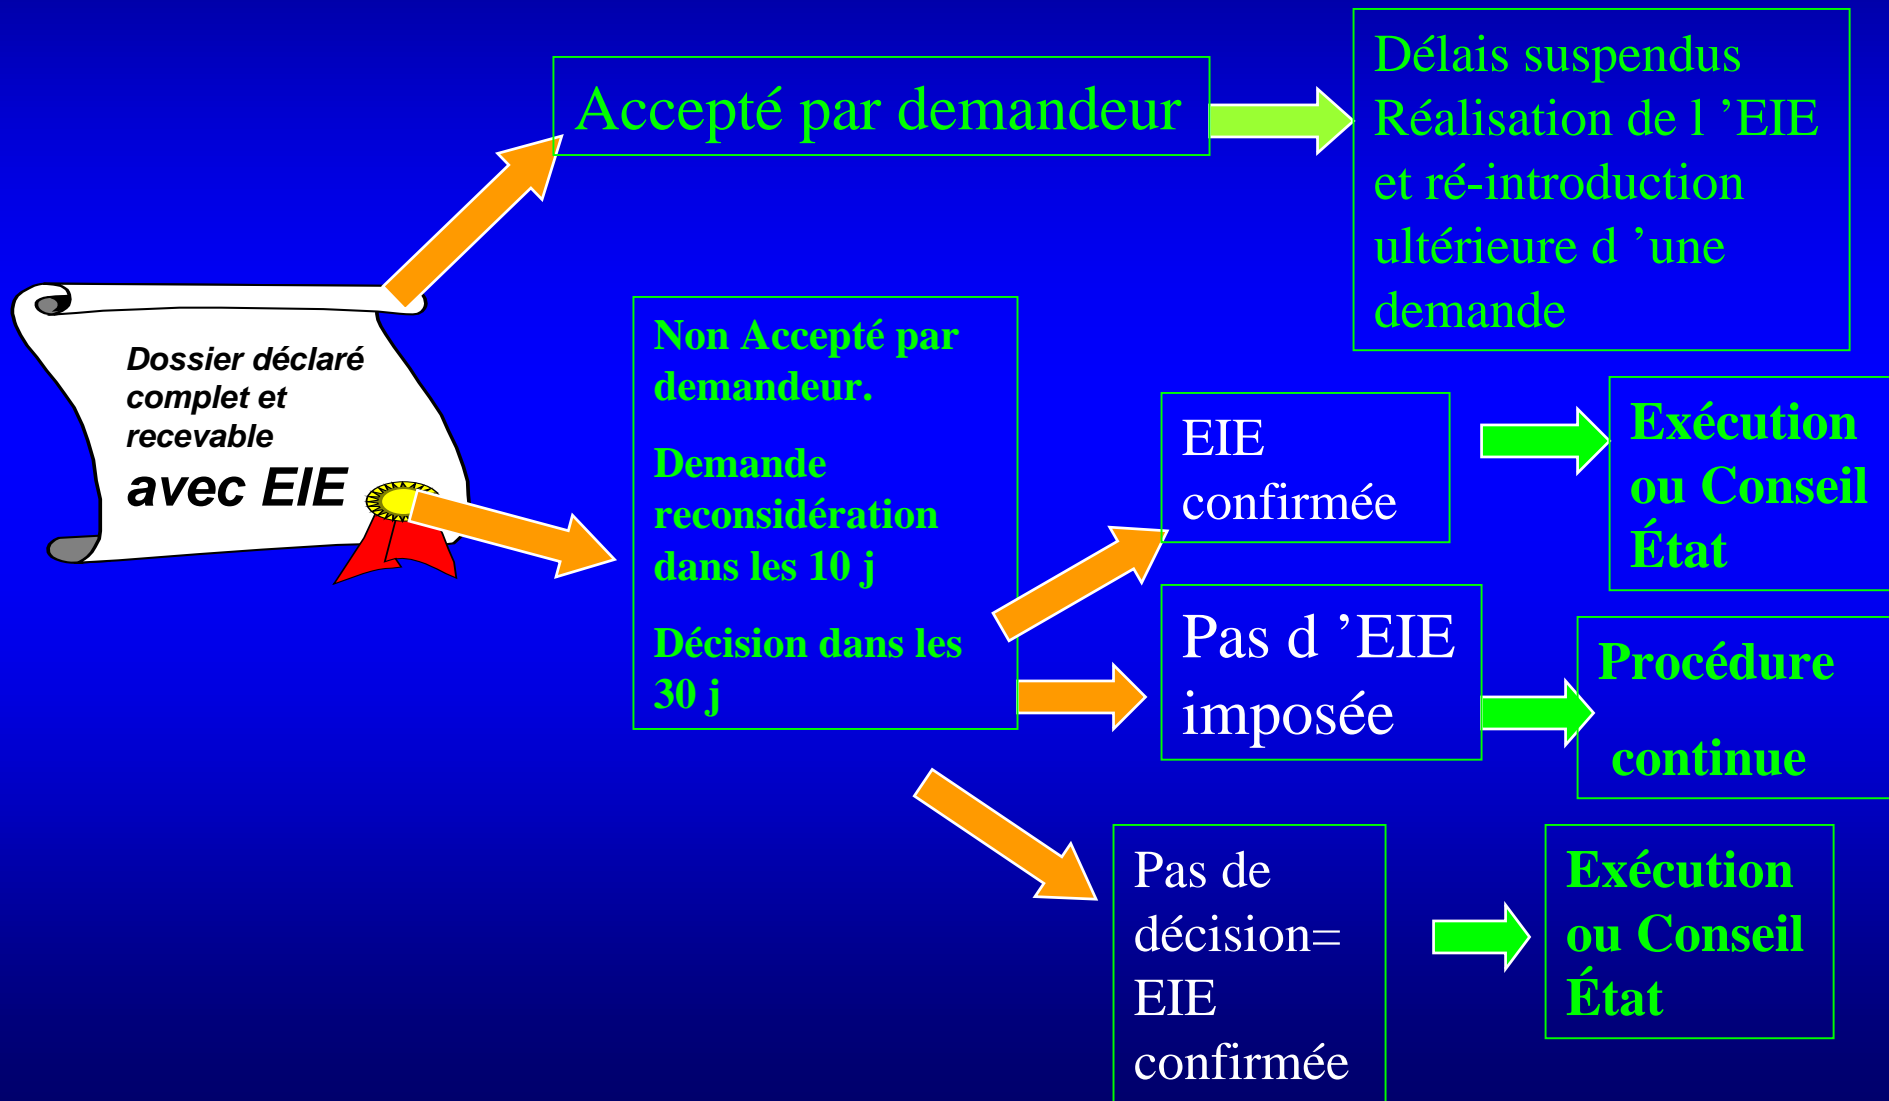 Accepté par demandeur
Délais suspendus
Réalisation de l ’EIE
et ré-introduction
ultérieure d ’une
demande
Dossier déclaré
complet et
recevable
avec EIE
Non Accepté par
demandeur.
Demande
reconsidération
dans les 10 j
Décision dans les
30 j
EIE
confirmée
Exécution
ou Conseil
État
Pas d ’EIE
imposée
Procédure
continue
Pas de
décision=
EIE
confirmée
Exécution
ou Conseil
État